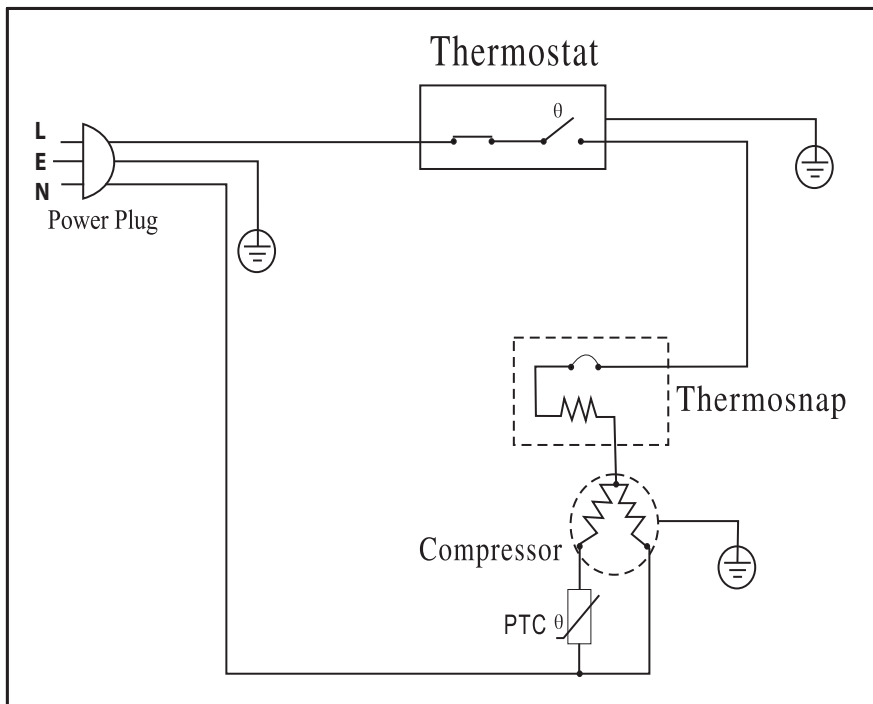 Thermostat
θ
L
E
N
Power Plug
Thermosnap
Compressor
PTC θ